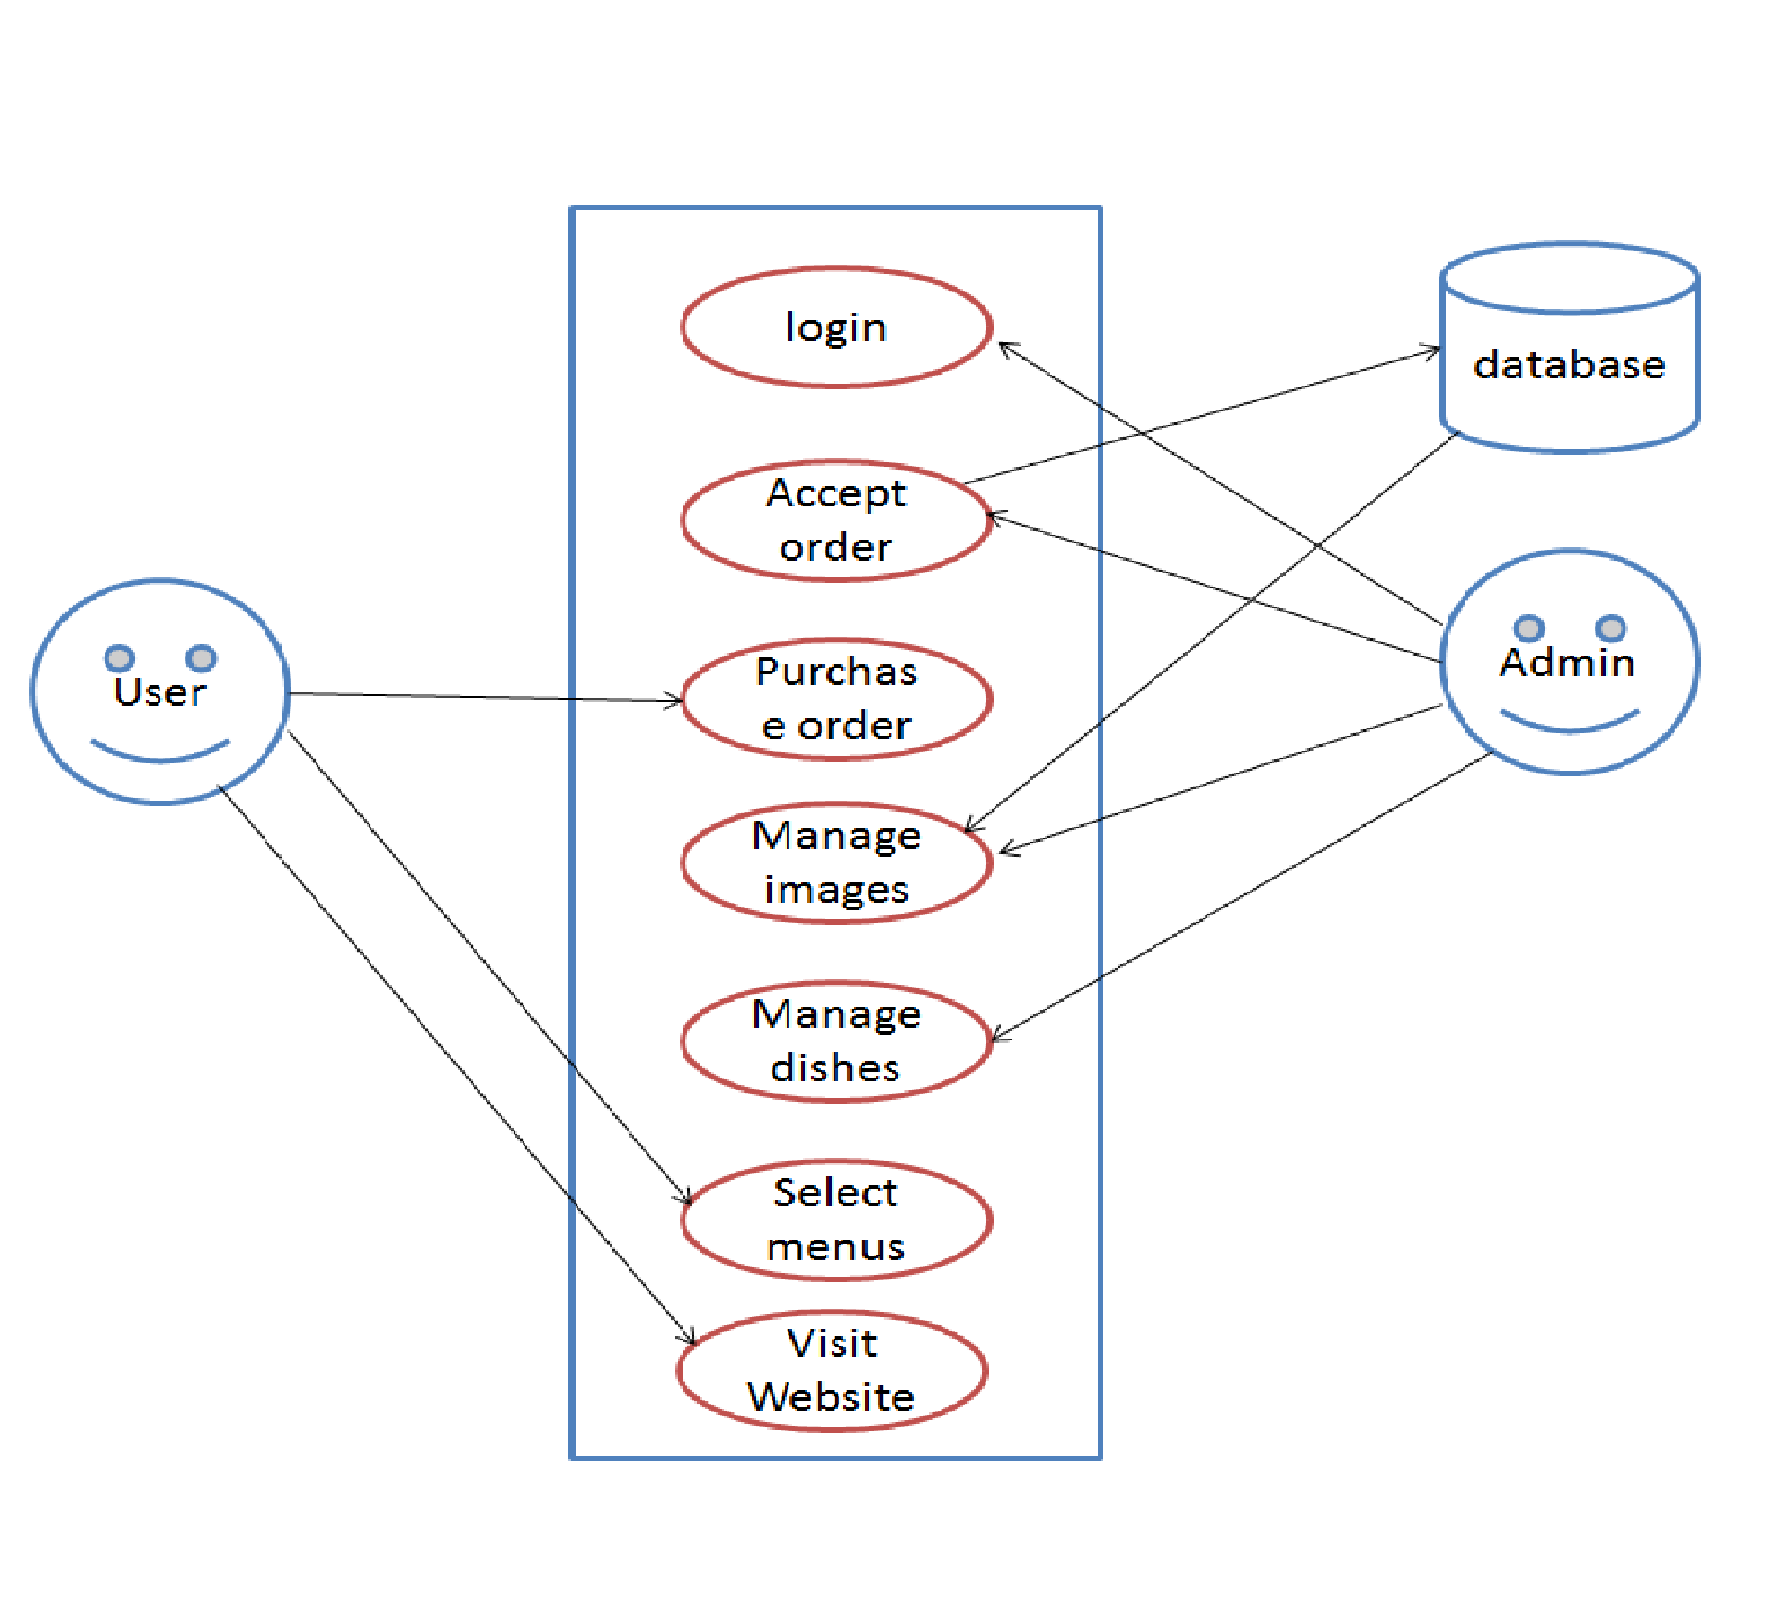 login
database
Accept
order
Admin
User
Purchas
e order
Manage
images
Manage
dishes
Select
menus
Visit
Website